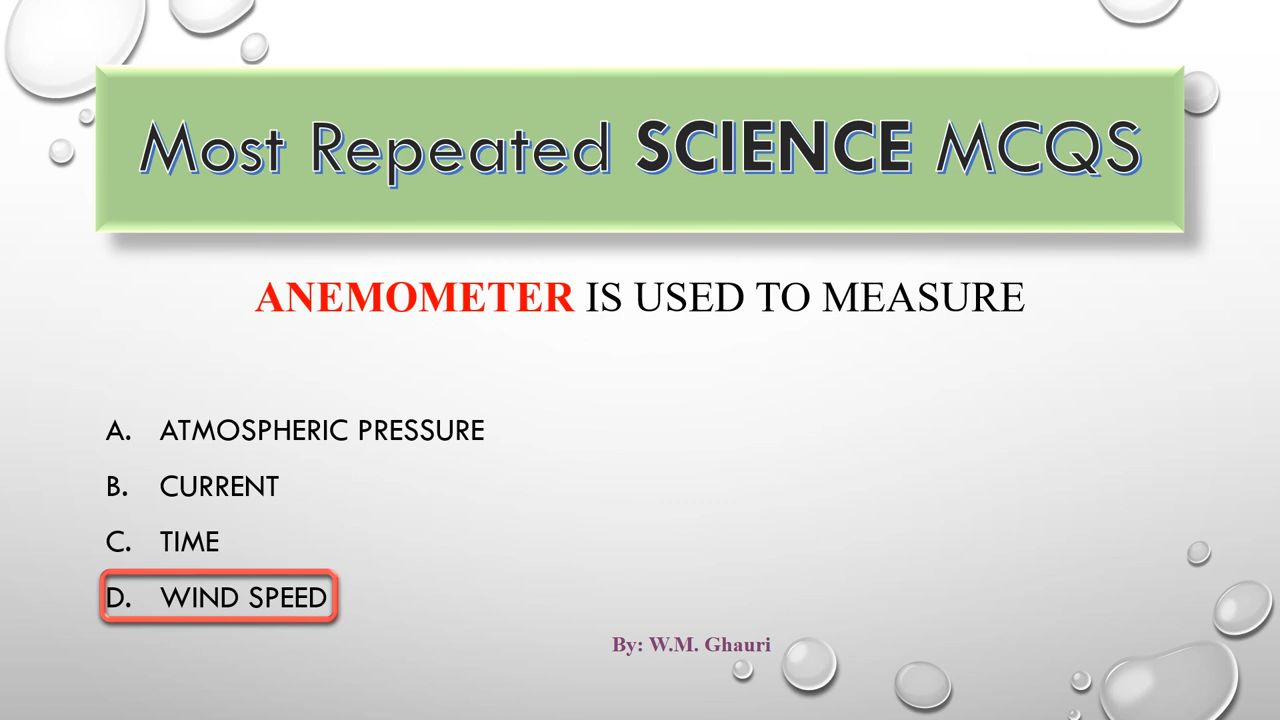 Most Repeated SCIENCE MCQS
ANEMOMETER IS USED TO MEASURE
A. ATMOSPHERIC PRESSURE
B. CURRENT
C. TIME
D. WIND SPEED
By: W.M. Ghauri